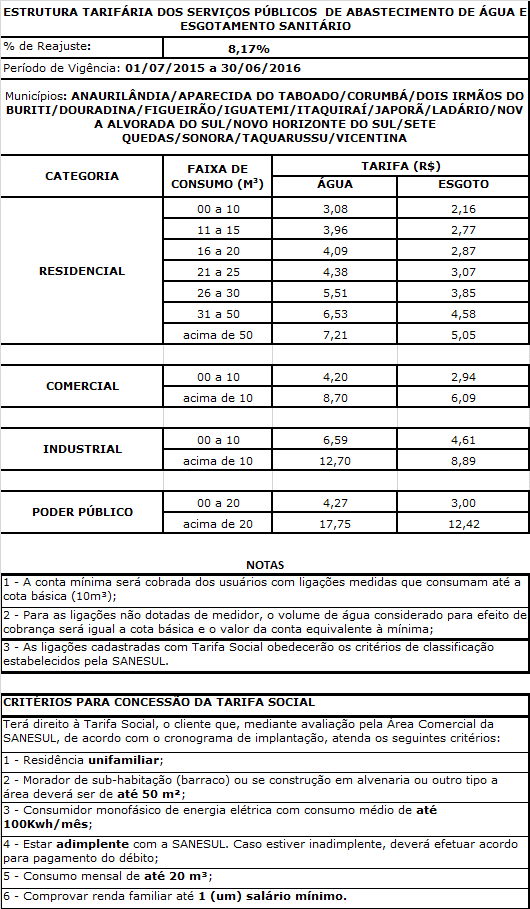 ESTRUTURA TARIFÁRIA DOS SERVIÇOS PÚBLICOS DE ABASTECIMENTO DE ÁGUA E
ESGOTAMENTO SANITÁRIO
% de Reajuste: 8,17%
Período de Vigência: 01/07/2015 a 30/06/2016
Municípios: ANAURILÂNDIA/APARECIDA DO TABOADO/CORUMBÁ/DOIS IRMÃOS DO
BURITI/DOURADINA/FIGUEIRÃO/IGUATEMI/ITAQUIRAÍ/JAPORÃ/LADÁRIO/NOV
A ALVORADA DO SUL/NOVO HORIZONTE DO SUL/SETE
QUEDAS/SONORA/TAQUARUSSU/VICENTINA
CATEGORIA FAIXA DE CONSUMO (M³) TARIFA (R$)
ÁGUA ESGOTO
RESIDENCIAL
00 a 10 3,08 2,16
11 a 15 3,96 2,77
16 a 20 4,09 2,87
21 a 25 4,38 3,07
26 a 30 5,51 3,85
31 a 50 6,53 4,58
acima de 50 7,21 5,05
COMERCIAL
00 a 10 4,20 2,94
acima de 10 8,70 6,09
INDUSTRIAL
00 a 10 6,59 4,61
acima de 10 12,70 8,89
PODER PÚBLICO
00 a 20 4,27 3,00
acima de 20 17,75 12,42
NOTAS
1 - A conta mínima será cobrada dos usuários com ligações medidas que consumam até a
cota básica (10m³);
2 - Para as ligações não dotadas de medidor, o volume de água considerado para efeito de
cobrança será igual a cota básica e o valor da conta equivalente à mínima;
3 - As ligações cadastradas com Tarifa Social obedecerão os critérios de classificação
estabelecidos pela SANESUL.
CRITÉRIOS PARA CONCESSÃO DA TARIFA SOCIAL
Terá direito à Tarifa Social, o cliente que, mediante avaliação pela Área Comercial da
SANESUL, de acordo com o cronograma de implantação, atenda os seguintes critérios:
1 - Residência unifamiliar;
2 - Morador de sub-habitação (barraco) ou se construção em alvenaria ou outro tipo a
área deverá ser de até 50 m²;
3 - Consumidor monofásico de energia elétrica com consumo médio de até
100Kwh/mês;
4 - Estar adimplente com a SANESUL. Caso estiver inadimplente, deverá efetuar acordo
para pagamento do débito;
5 - Consumo mensal de até 20 m³;
6 - Comprovar renda familiar até 1 (um) salário mínimo.